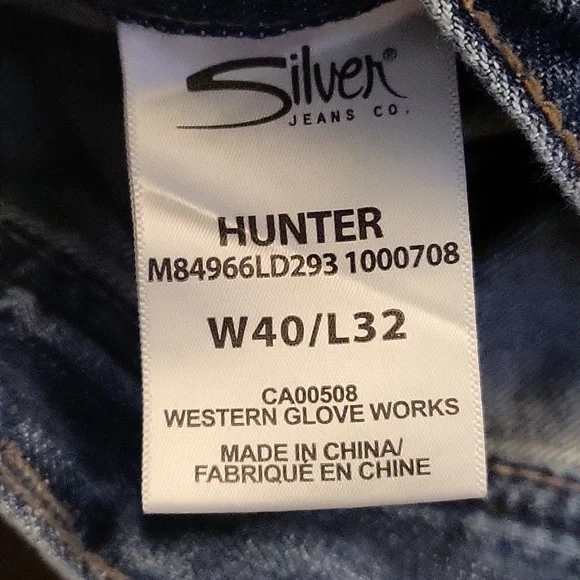 Silver®
JEANS CO.
HUNTER
M84966LD293 1000708
W40/L32
CA00508
WESTERN GLOVE WORKS
MADE IN CHINA/
FABRIQUÉ EN CHINE